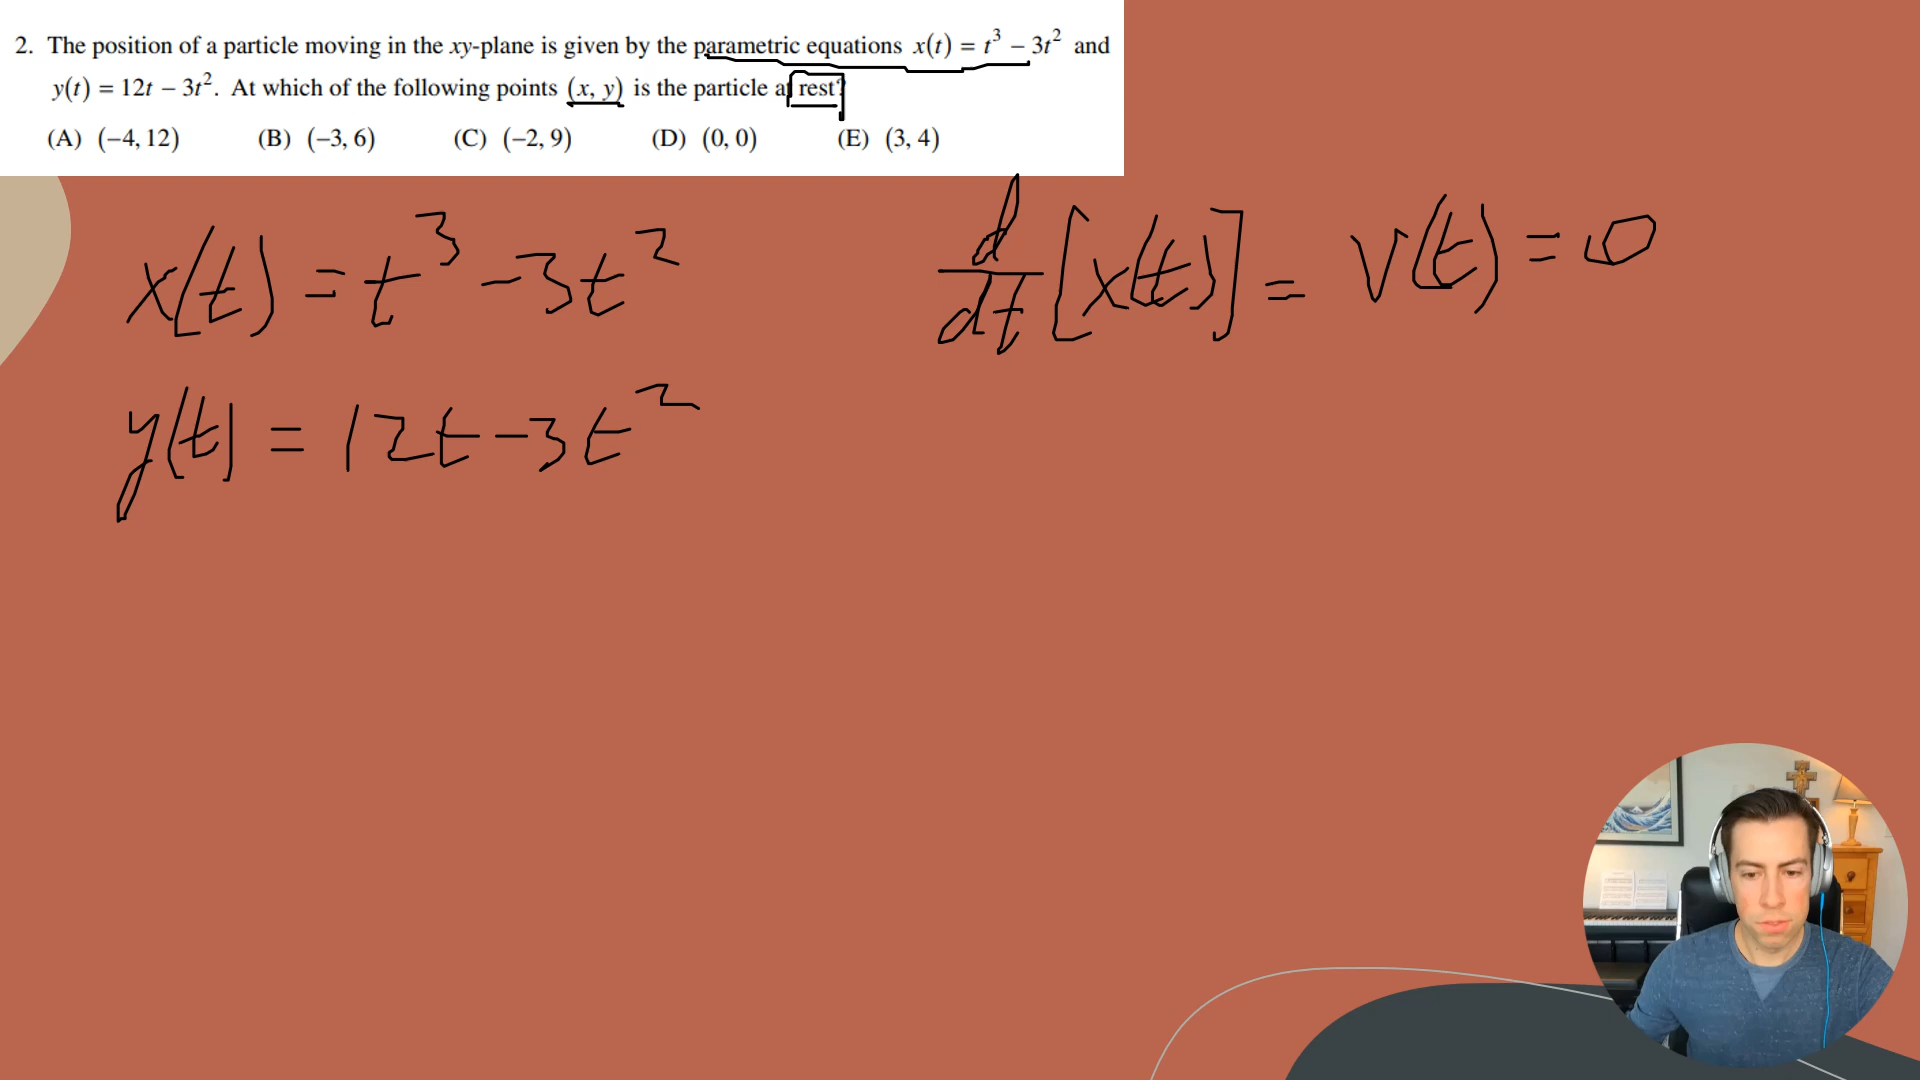 2. The position of a particle moving in the xy-plane is given by the parametric equations x(t) = t³ – 3t² and
y(t) = 12t – 3t². At which of the following points (x, y) is the particle at rest?
(A) (–4, 12) (B) (–3, 6) (C) (–2, 9) (D) (0, 0) (E) (3, 4)
x(t) = t³ – 3t²
d/dt [x(t)] = v(t) = 0
y(t) = 12t – 3t²